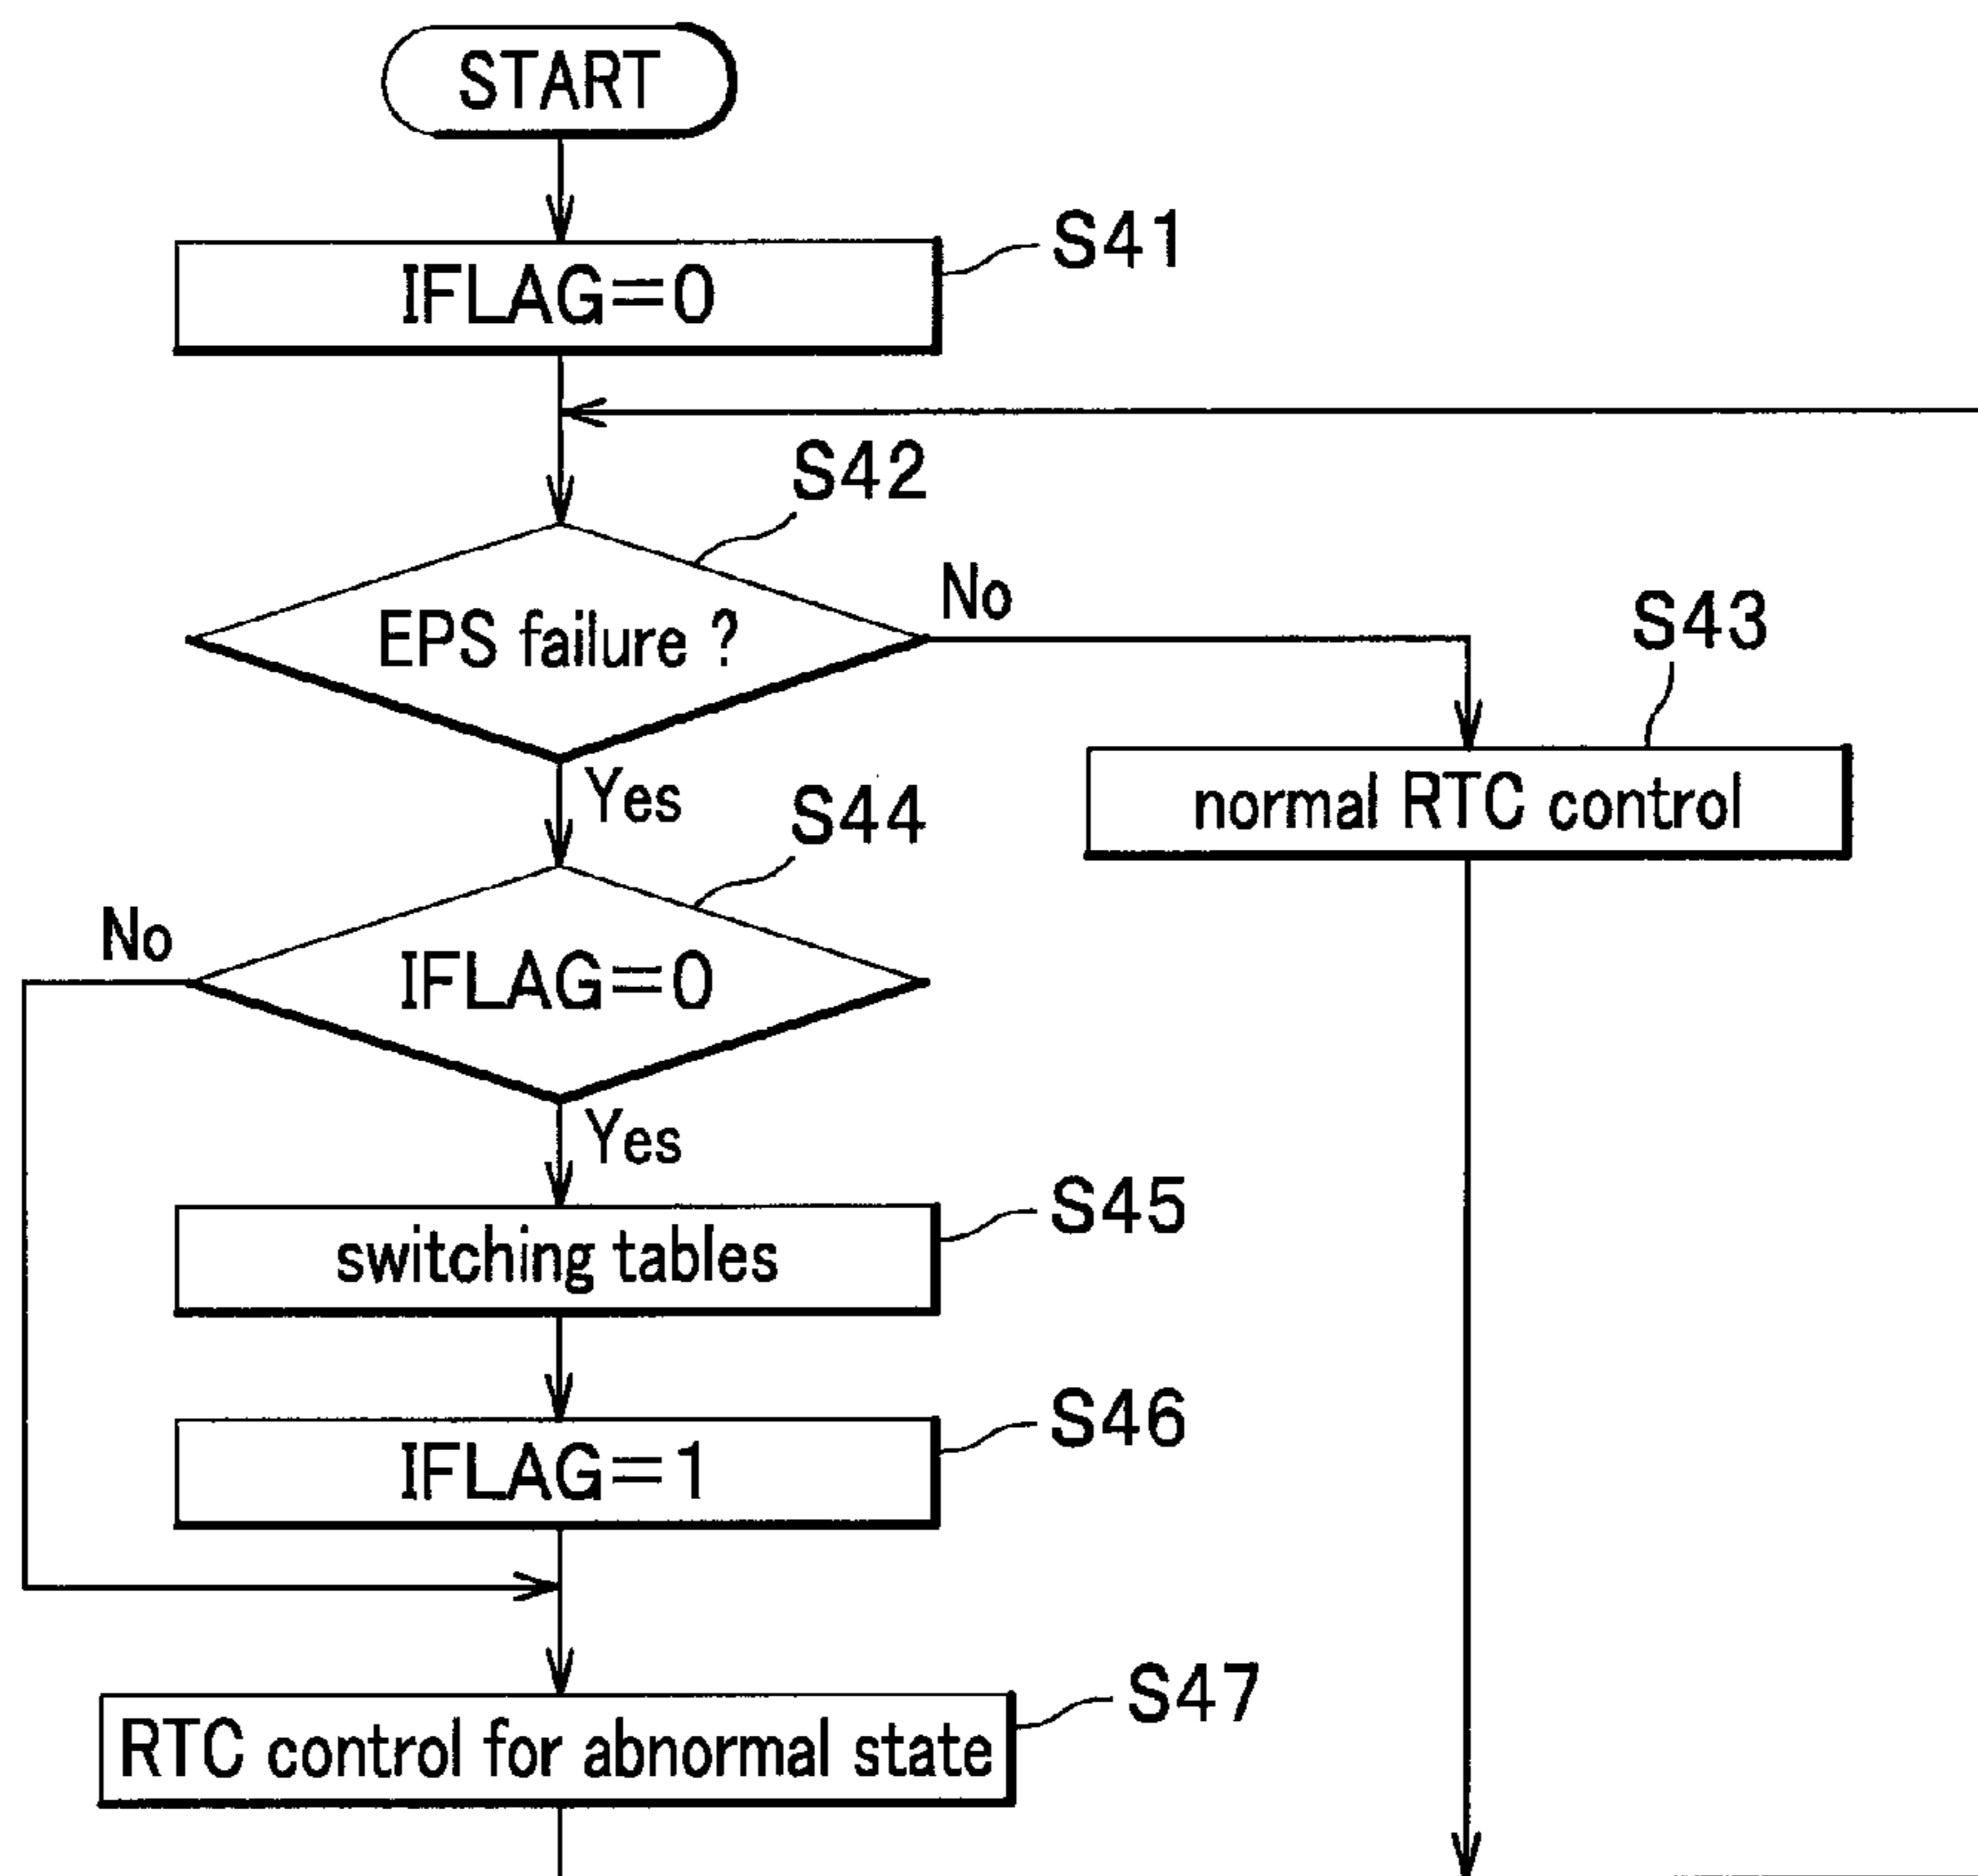 START
IFLAG=0
S41
S42
EPS failure ?
No
S43
Yes
normal RTC control
S44
No
IFLAG=0
Yes
S45
switching tables
S46
IFLAG=1
S47
RTC control for abnormal state